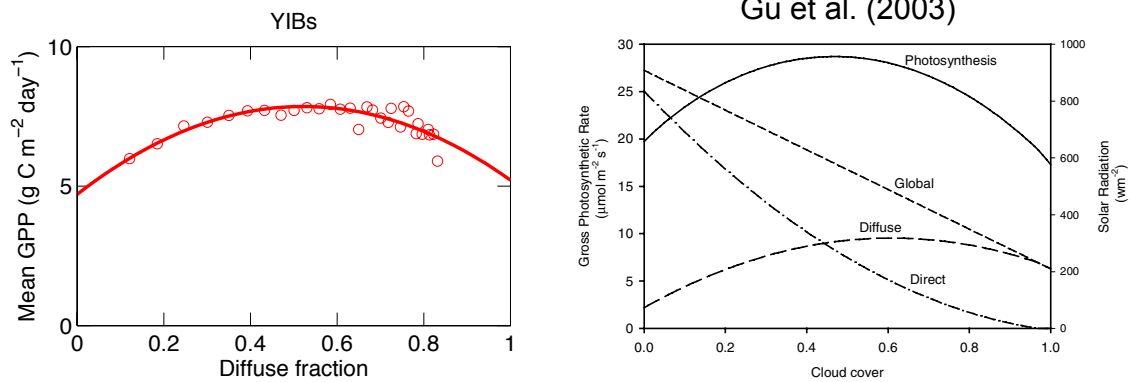 YIBs
Mean GPP (g C m−2 day−1)
10
5
0
0
0.2
0.4
0.6
0.8
1
Diffuse fraction
Gu et al. (2003)
Gross Photosynthetic Rate
(μmol m-2 s-1)
30
25
20
15
10
5
0
Photosynthesis
Global
Diffuse
Direct
1000
800
600
400
200
0
Solar Radiation
(wm-2)
0.0
0.2
0.4
0.6
0.8
1.0
Cloud cover